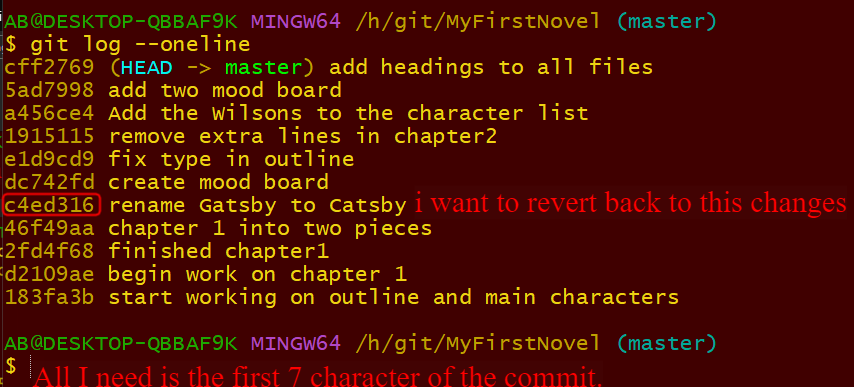 AB@DESKTOP-QBBAF9K MINGW64 /h/git/MyFirstNovel (master)
$ git log --oneline
cff2769 (HEAD -> master) add headings to all files
5ad7998 add two mood board
a456ce4 Add the Wilsons to the character list
1915115 remove extra lines in chapter2
e1d9cd9 fix type in outline
dc742fd create mood board
c4ed316 rename Gatsby to Catsby i want to revert back to this changes
46f49aa chapter 1 into two pieces
2fd4f68 finished chapter1
d2109ae begin work on chapter 1
183fa3b start working on outline and main characters
AB@DESKTOP-QBBAF9K MINGW64 /h/git/MyFirstNovel (master)
$ All I need is the first 7 character of the commit.